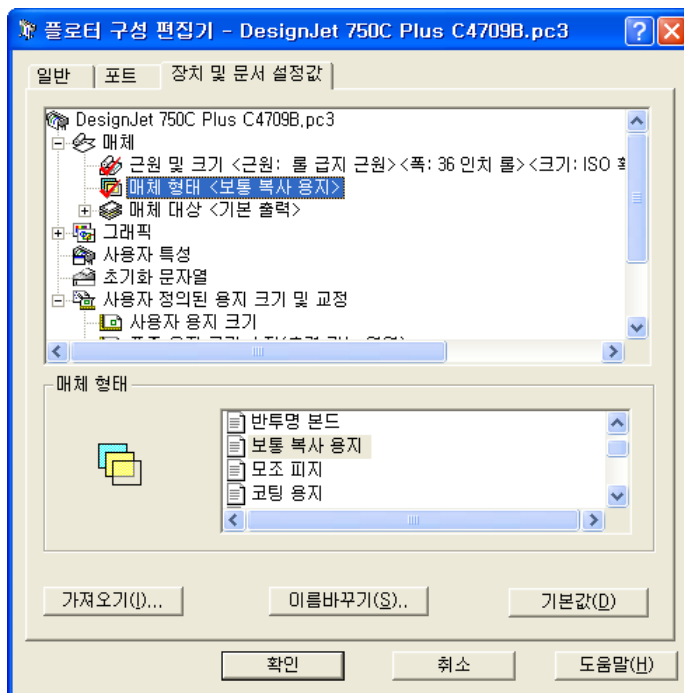 플로터 구성 편집기 - DesignJet 750C Plus C4709B.pc3
일반 포트 장치 및 문서 설정값
DesignJet 750C Plus C4709B.pc3
매체
근원 및 크기 <근원: 롤 급지 근원><폭: 36 인치 롤><크기: ISO
매체 형태 <보통 복사 용지>
매체 대상 <기본 출력>
그래픽
사용자 특성
초기화 문자열
사용자 정의된 용지 크기 및 교정
사용자 용지 크기
매체 형태
반투명 본드
보통 복사 용지
모조 피지
코팅 용지
가져오기(I)... 이름바꾸기(S).. 기본값(D)
확인 취소 도움말(H)